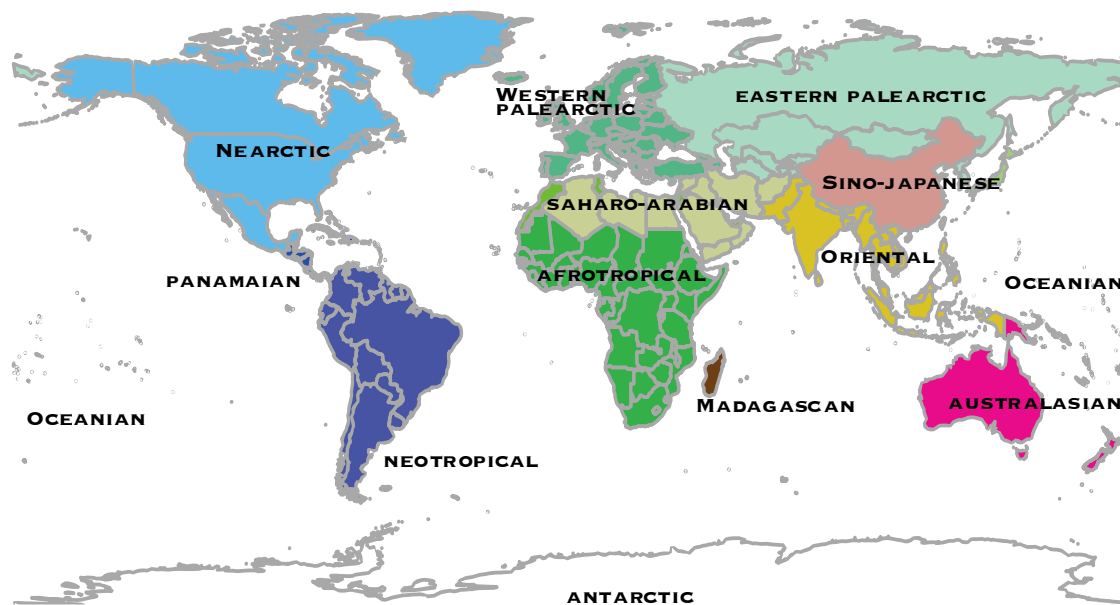 WESTERN
PALEARCTIC
EASTERN PALEARCTIC
NEARCTIC
SINO-JAPANESE
SAHARO-ARABIAN
ORIENTAL
AFROTROPICAL
PANAMAIAN
OCEANIAN
MADAGASCAN
AUSTRALASIAN
OCEANIAN
NEOTROPICAL
ANTARCTIC